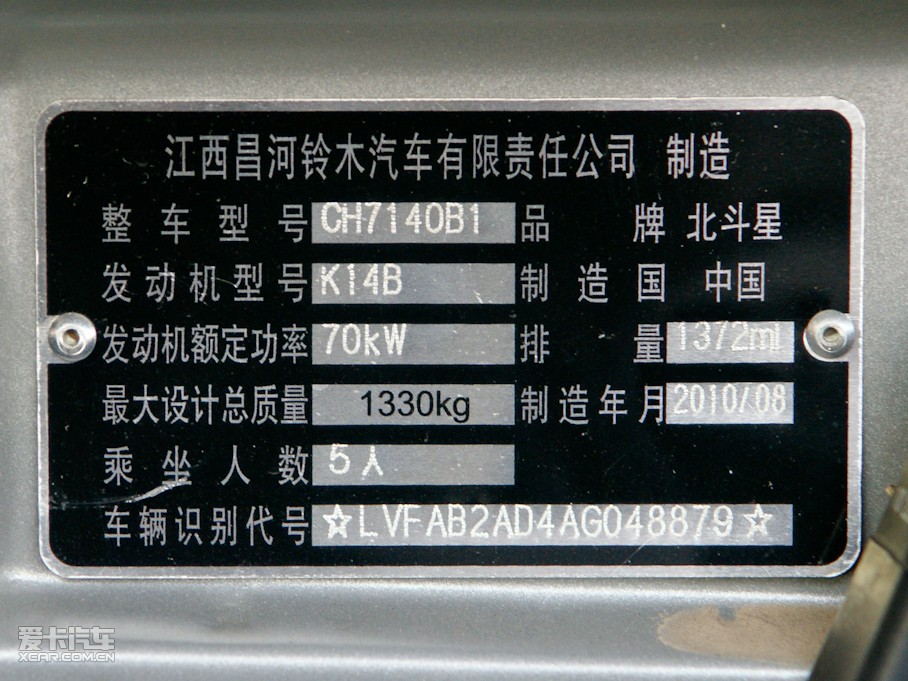 江西昌河铃木汽车有限责任公司 制造
整车型号 CH7140B1 品牌 北斗星
发动机型号 K14B 制造国 中国
发动机额定功率 70kW 排量 1372ml
最大设计总质量 1330kg 制造年月 2010/08
乘坐人数 5人
车辆识别代号 ☆LVFAB2AD4AG048879☆
爱卡汽车
XCAR.COM.CN